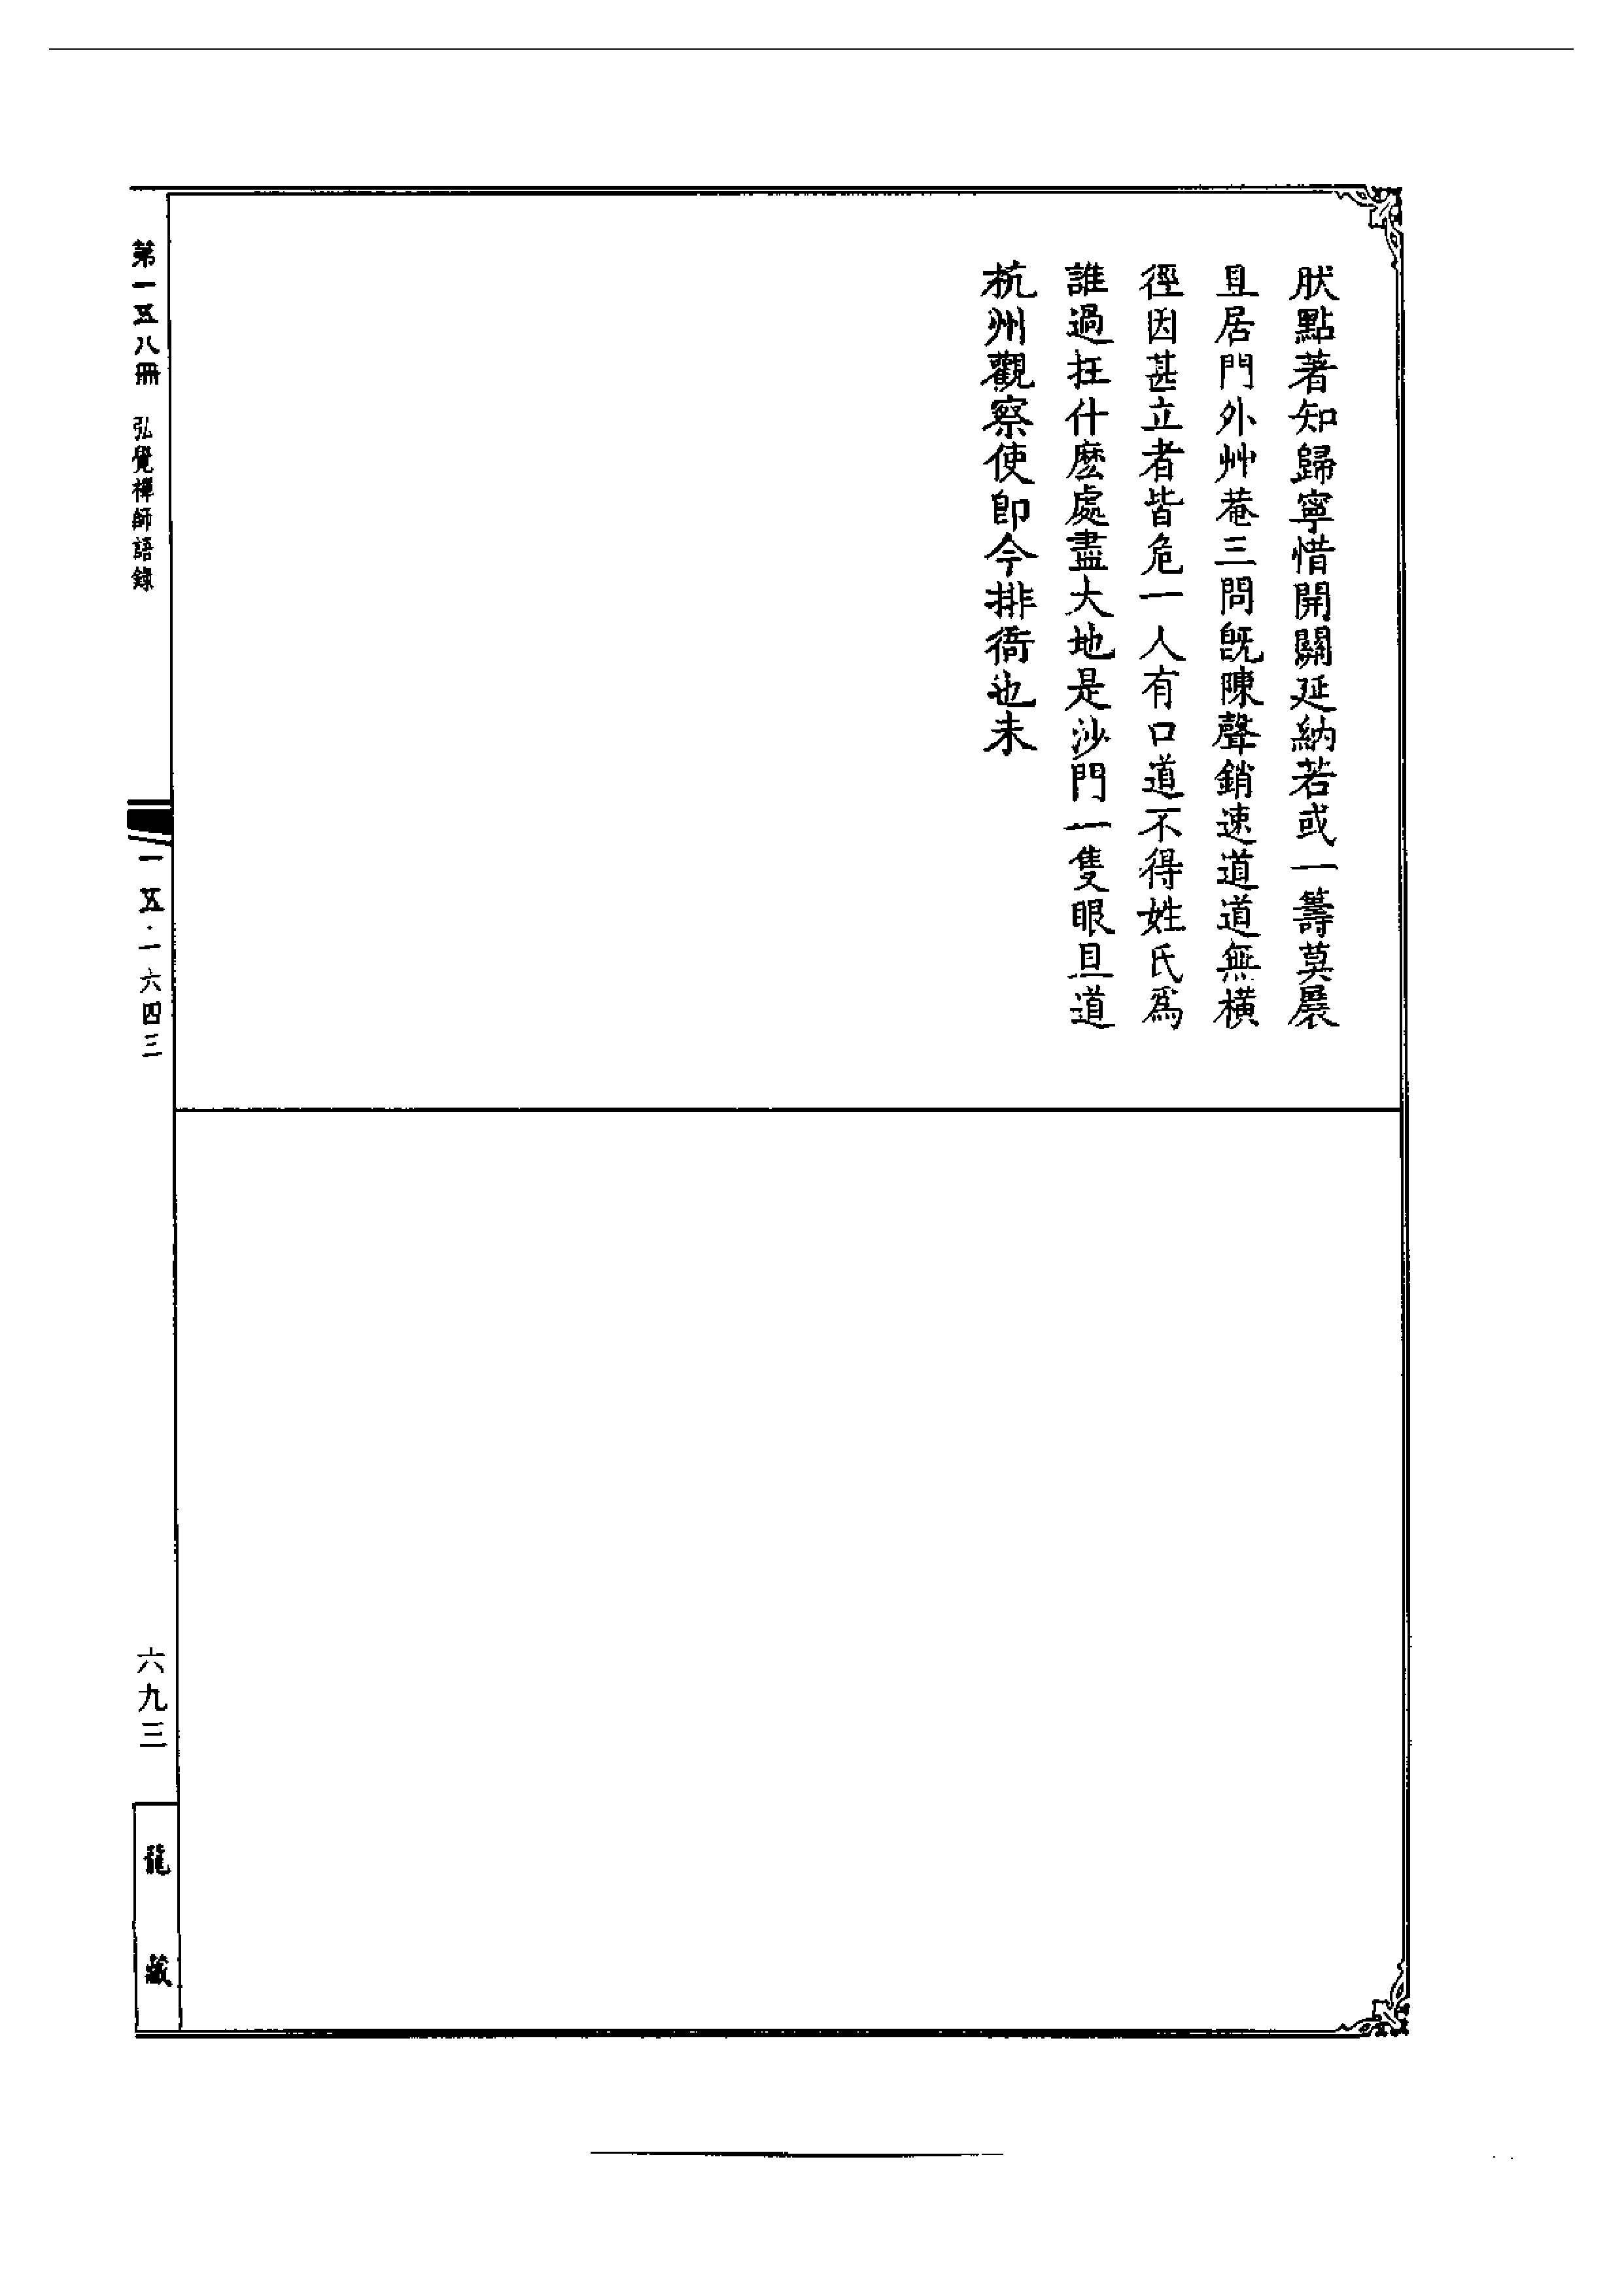 肰點著知歸寧惜開關延納若或一籌莫展
且居門外艸菴三問旣陳聲銷速道道無橫
徑因甚立者皆危一人有口道不得姓氏爲
誰過在什麽處盡大地是沙門一隻眼且道
杭州觀察使卽今排衙也未
第一五八冊　弘覺禪師語錄
一五·一六四三
六九三
龍藏